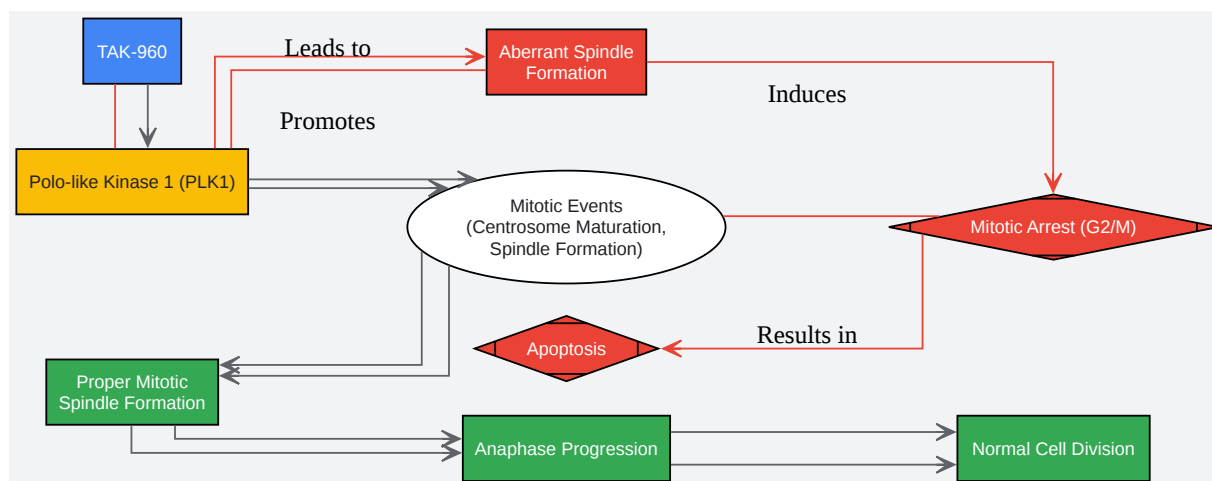 TAK-960
Leads to
Aberrant Spindle
Formation
Induces
Promotes
Polo-like Kinase 1 (PLK1)
Mitotic Events
(Centrosome Maturation,
Spindle Formation)
Mitotic Arrest (G2/M)
Results in
Apoptosis
Proper Mitotic
Spindle Formation
Anaphase Progression
Normal Cell Division